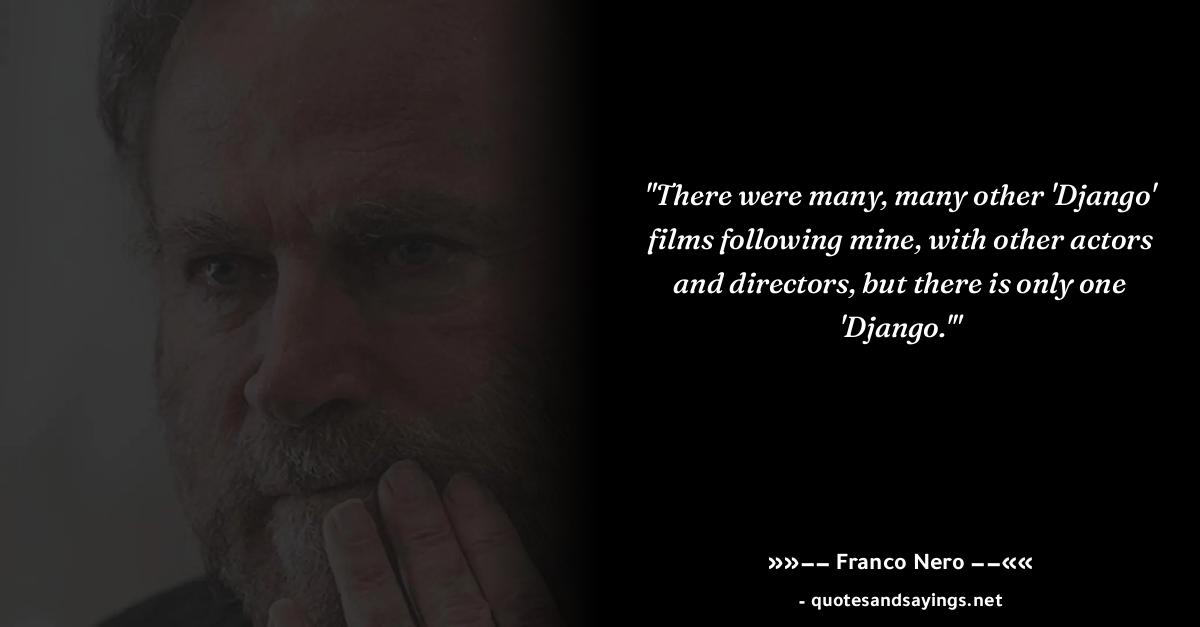 "There were many, many other 'Django'
films following mine, with other actors
and directors, but there is only one
'Django.'"
»»–– Franco Nero ––««
- quotesandsayings.net